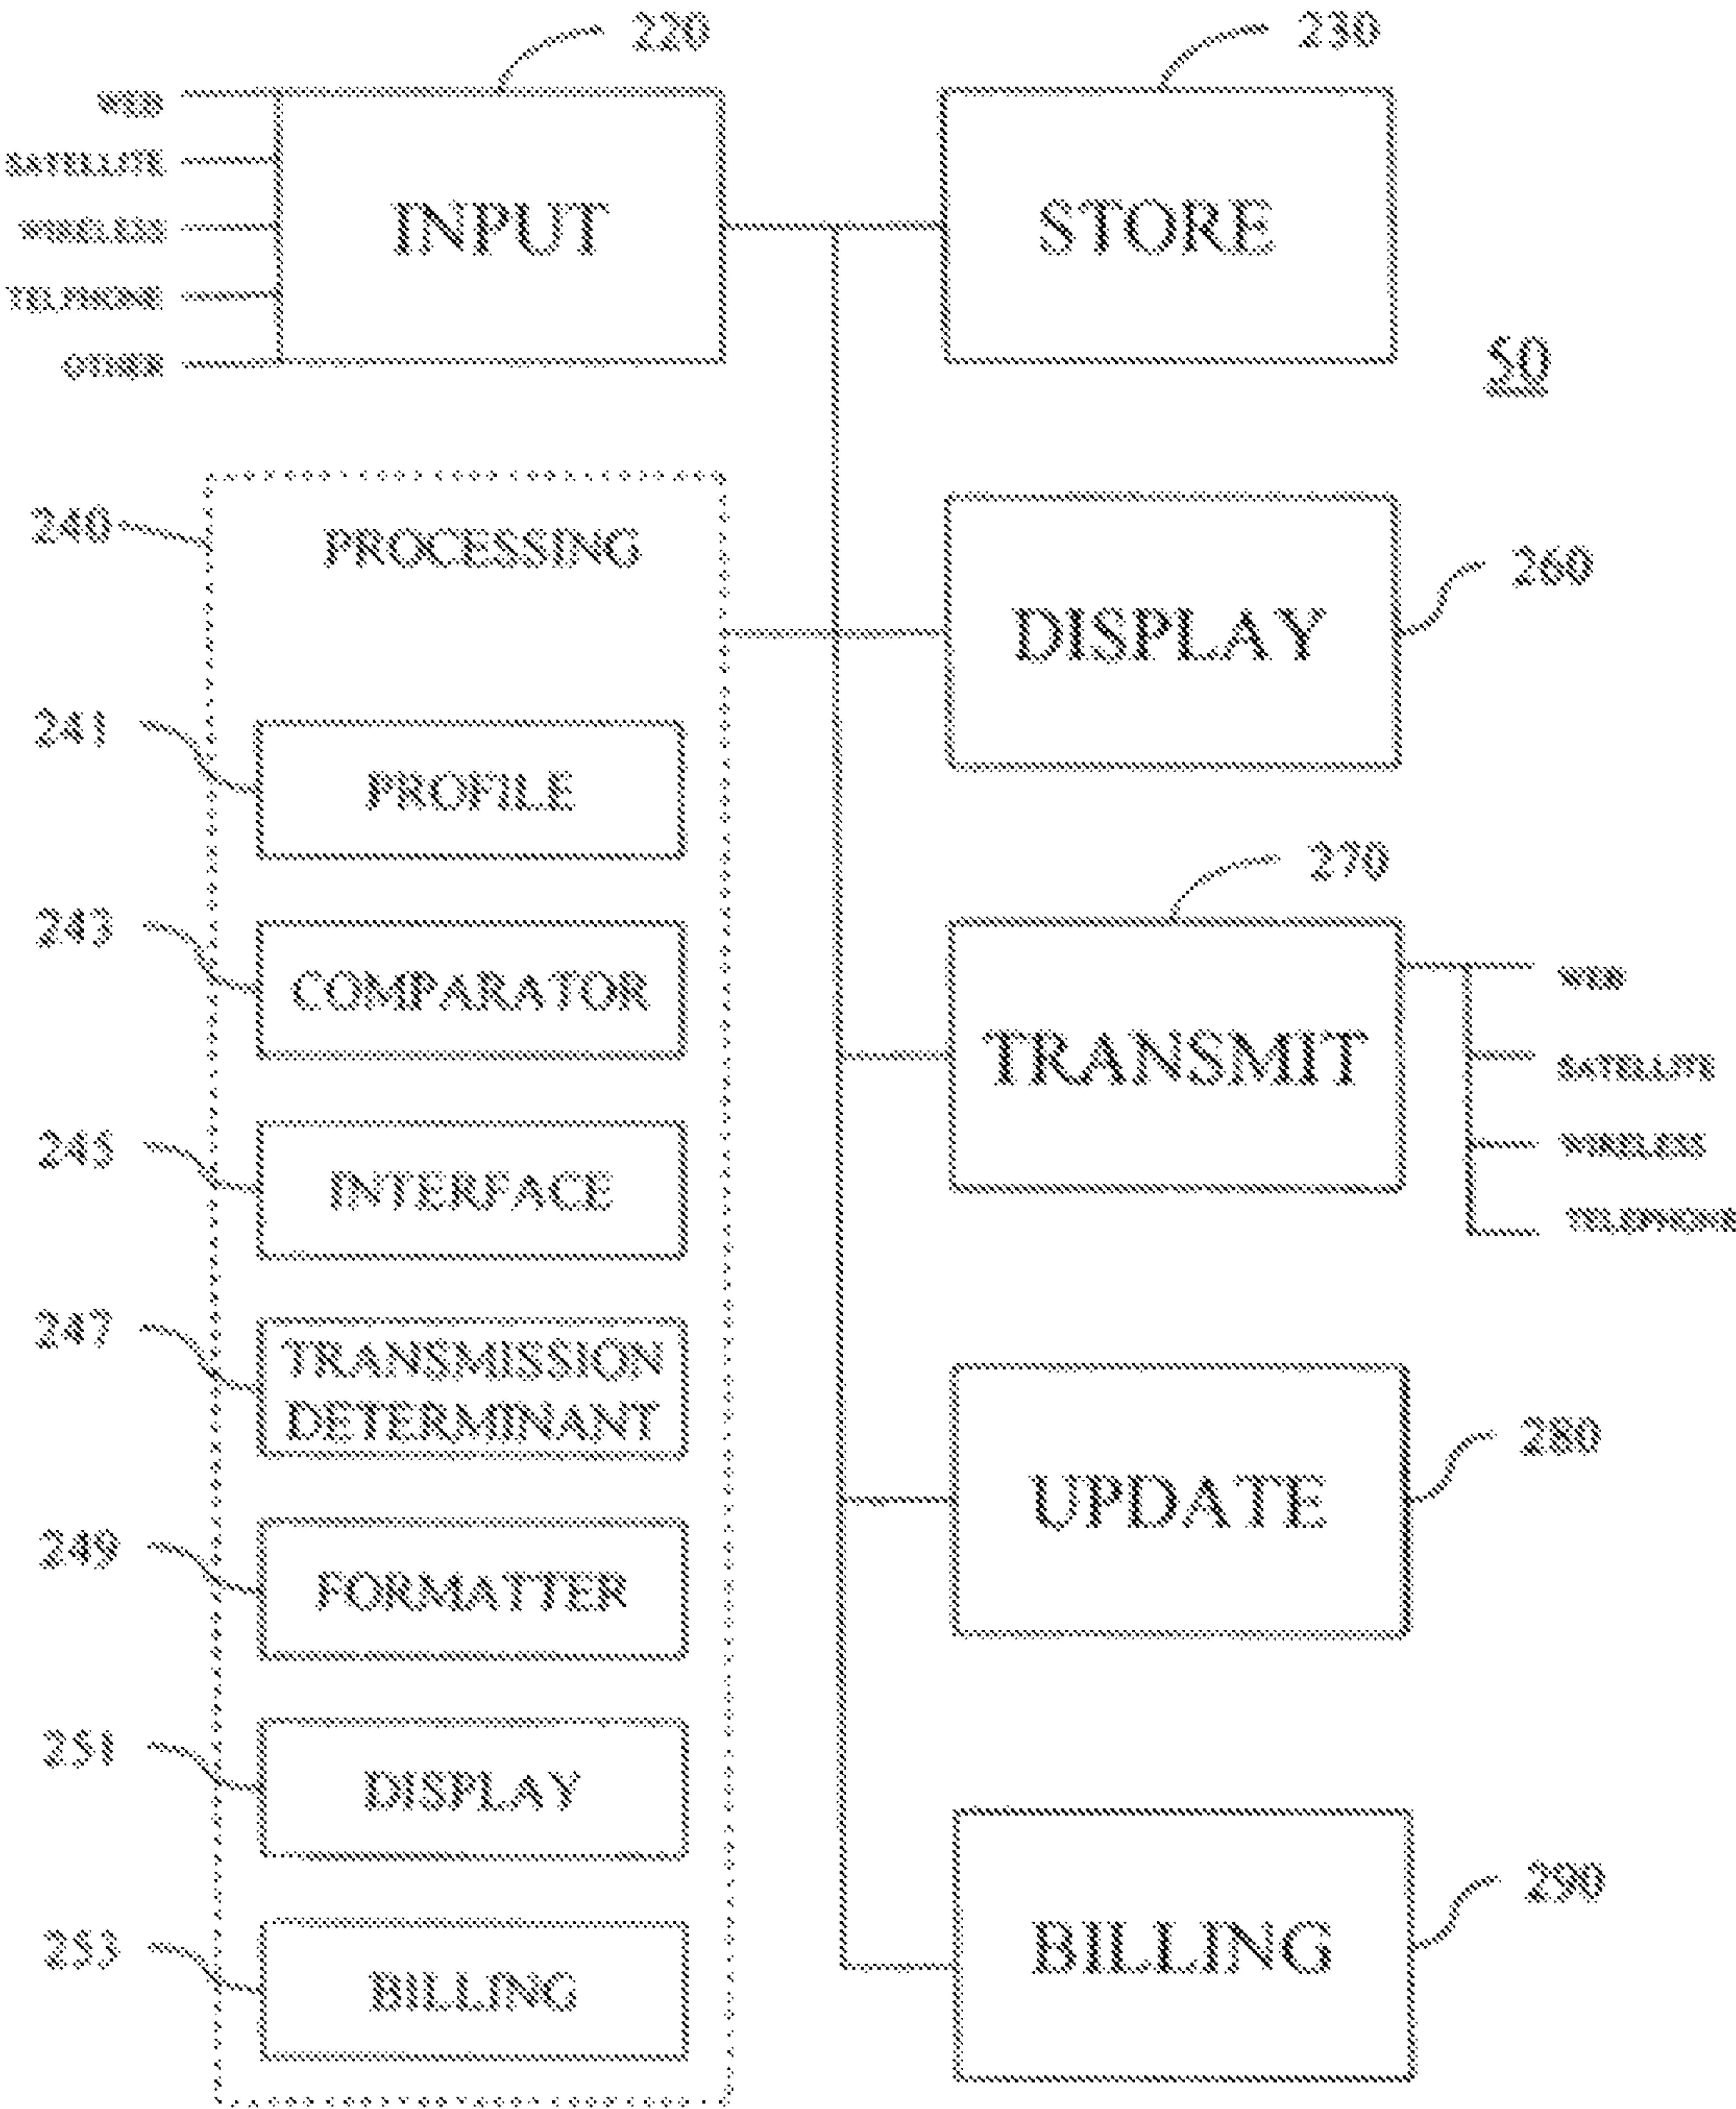 220
230
WEB
SATELLITE
WIRELESS
TELPHONE
OTHER
INPUT
STORE
50
240
PROCESSING
260
DISPLAY
241
PROFILE
270
243
COMPARATOR
TRANSMIT
WEB
SATELLITE
WIRELESS
TELEPHONE
245
INTERFACE
247
TRANSMISSION
DETERMINANT
280
UPDATE
249
FORMATTER
251
DISPLAY
290
BILLING
253
BILLING